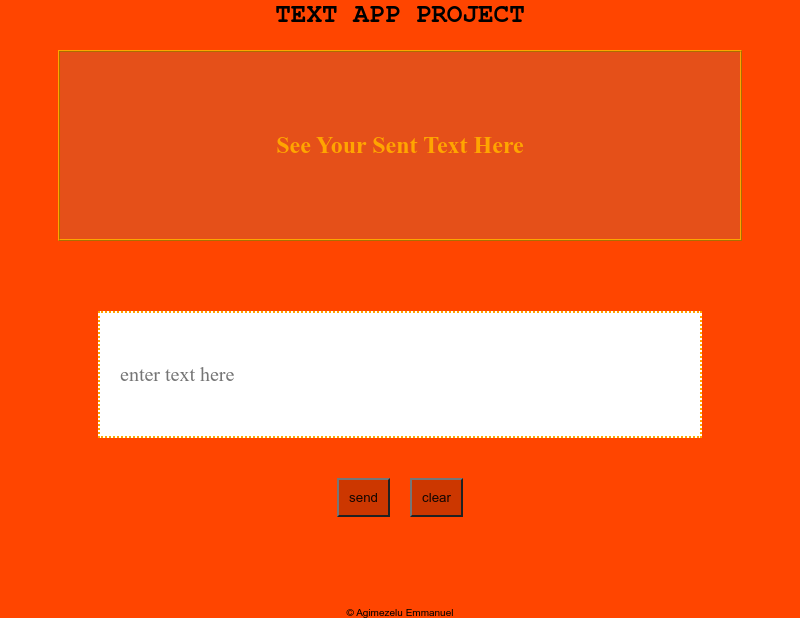 TEXT APP PROJECT
See Your Sent Text Here
enter text here
send
clear
© Agimezelu Emmanuel